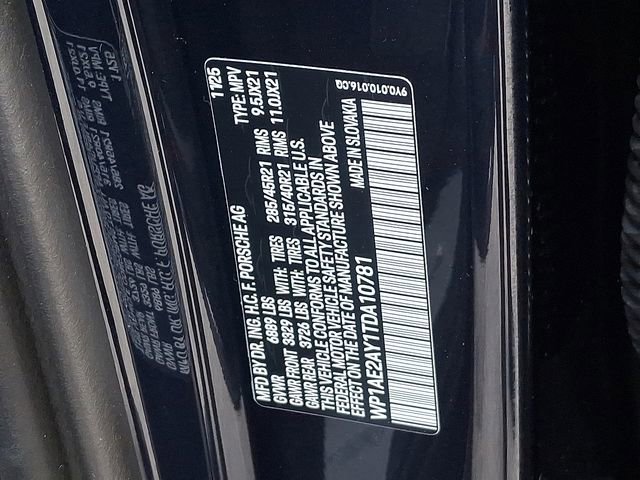 MFD BY DR. ING. H.C. F. PORSCHE AG 11/25
GVWR 6889 LBS TYPE: MPV
GAWR FRONT 3829 LBS WITH: TIRES 285/45R21 RIMS 9.5JX21
GAWR REAR 3726 LBS WITH: TIRES 315/40R21 RIMS 11.0JX21
THIS VEHICLE CONFORMS TO ALL APPLICABLE U.S.
FEDERAL MOTOR VEHICLE SAFETY STANDARDS IN
EFFECT ON THE DATE OF MANUFACTURE SHOWN ABOVE
WP1AE2AY1TDA10781 MADE IN SLOVAKIA
9Y0.010.016.CQ